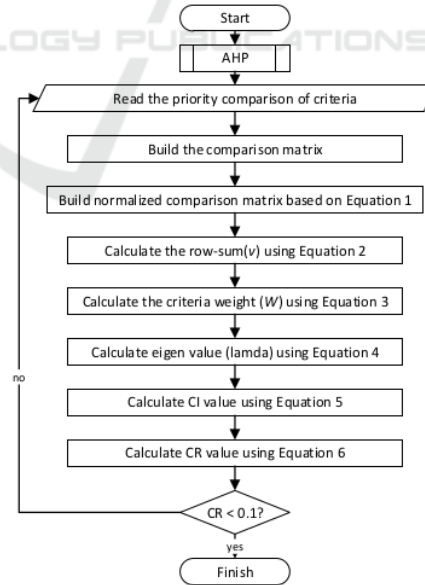 Start
LOGY PUBLICATIONS
AHP
Read the priority comparison of criteria
Build the comparison matrix
Build normalized comparison matrix based on Equation 1
Calculate the row-sum(v) using Equation 2
Calculate the criteria weight (W) using Equation 3
Calculate eigen value (lamda) using Equation 4
no
Calculate CI value using Equation 5
Calculate CR value using Equation 6
CR < 0.1?
yes
Finish